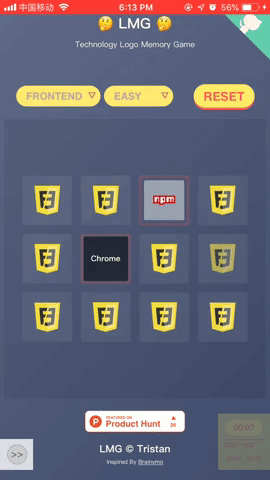 中国移动 6:13 PM 56%
🤔 LMG 🤔
Technology Logo Memory Game
FRONTEND ▽ EASY ▽ RESET
npm
Chrome
FEATURED ON
Product Hunt 26
>>
00:07
LMG © Tristan
Inspired By Brainymo